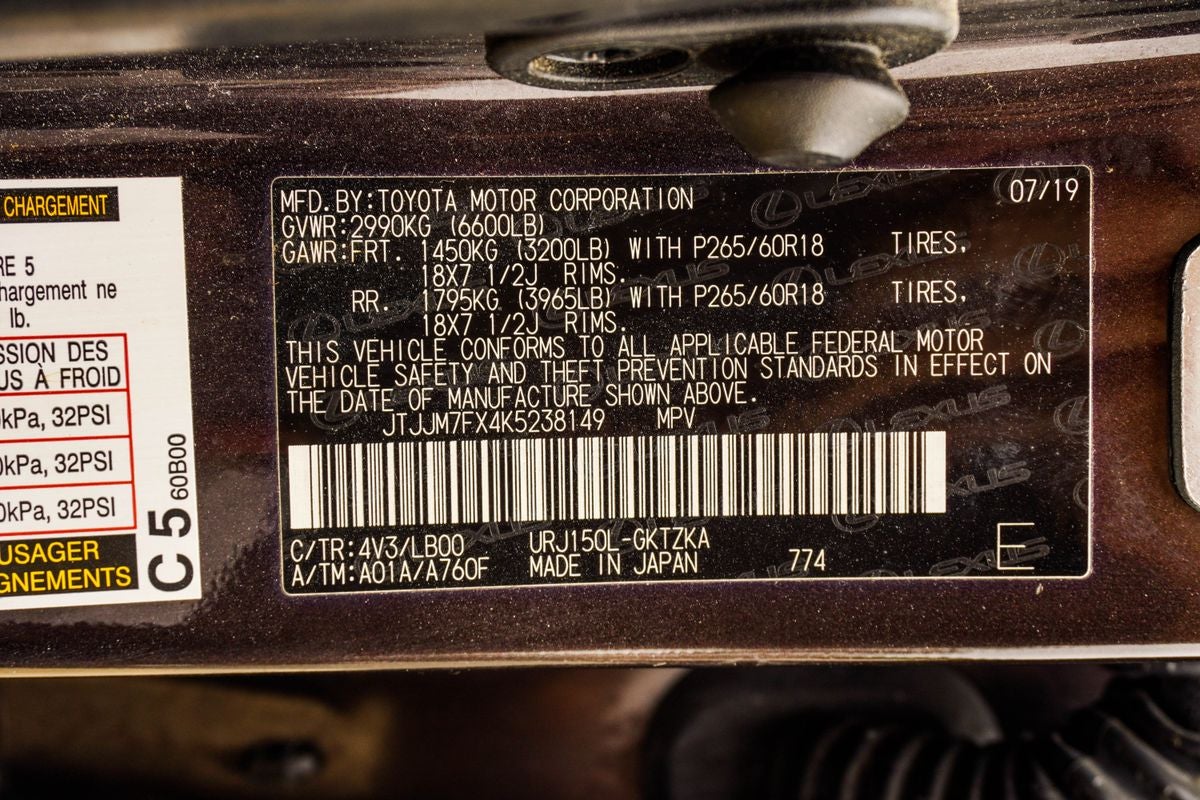 CHARGEMENT
RE 5
hargement ne
lb.
SSION DES
US À FROID
0kPa, 32PSI
0kPa, 32PSI
0kPa, 32PSI
USAGER
GNEMENTS
C 5 60B00
MFD.BY:TOYOTA MOTOR CORPORATION 07/19
GVWR:2990KG (6600LB)
GAWR:FRT. 1450KG (3200LB) WITH P265/60R18 TIRES,
18X7 1/2J RIMS.
RR. 1795KG (3965LB) WITH P265/60R18 TIRES,
18X7 1/2J RIMS.
THIS VEHICLE CONFORMS TO ALL APPLICABLE FEDERAL MOTOR
VEHICLE SAFETY AND THEFT PREVENTION STANDARDS IN EFFECT ON
THE DATE OF MANUFACTURE SHOWN ABOVE.
JTJJM7FX4K5238149 MPV
C/TR:4V3/LB00 URJ150L-GKTZKA
A/TM:A01A/A760F MADE IN JAPAN 774 E